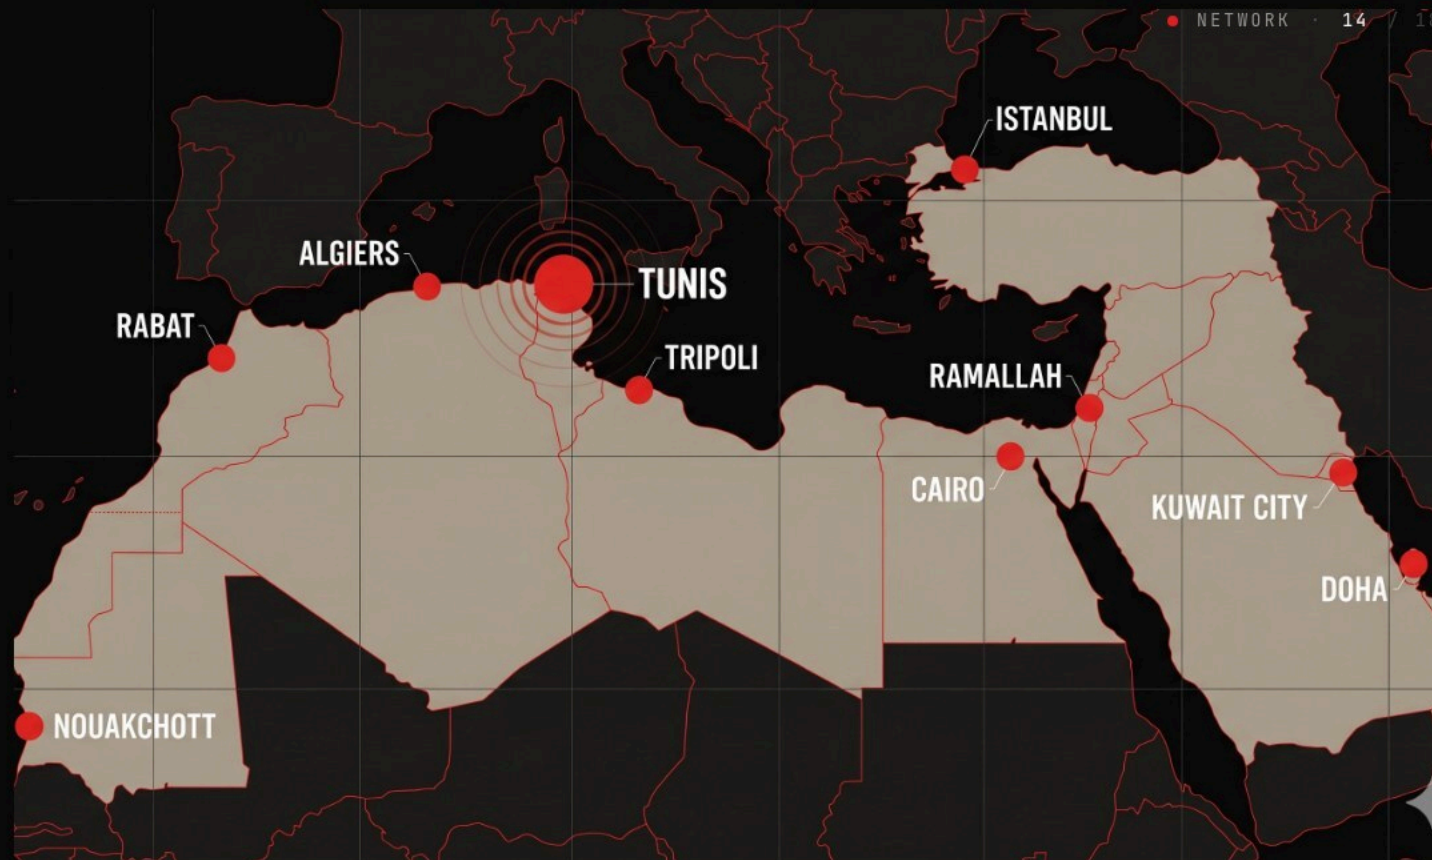 NETWORK · 14 /
ISTANBUL
ALGIERS
TUNIS
RABAT
TRIPOLI
RAMALLAH
CAIRO
KUWAIT CITY
DOHA
NOUAKCHOTT